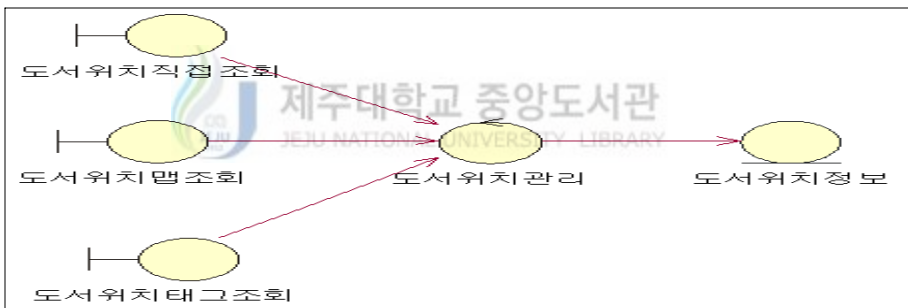 도서위치직접조회
제주대학교 중앙도서관
JEJU NATIONAL UNIVERSITY LIBRARY
도서위치맵조회
도서위치관리
도서위치정보
도서위치태그조회